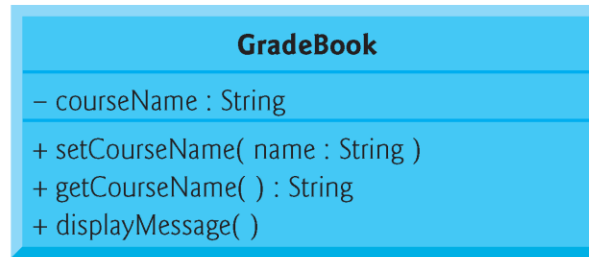 GradeBook
– courseName : String
+ setCourseName( name : String )
+ getCourseName( ) : String
+ displayMessage( )